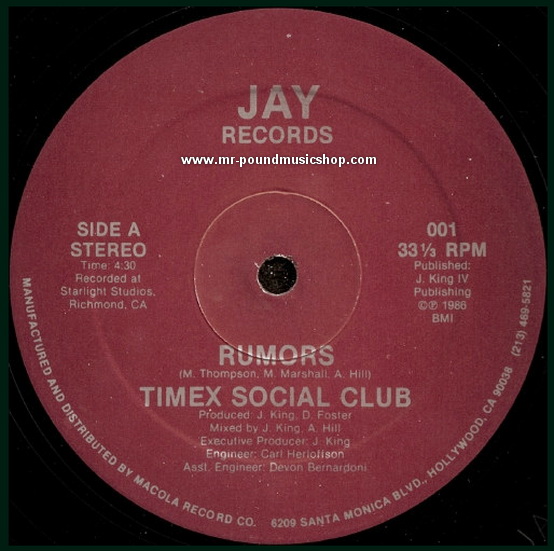 JAY
RECORDS
www.mr-poundmusicshop.com
SIDE A
STEREO
Time: 4:30
Recorded at
Starlight Studios,
Richmond, CA
001
33⅓ RPM
Published:
J. King IV
Publishing
©℗ 1986
BMI
RUMORS
(M. Thompson, M. Marshall, A. Hill)
TIMEX SOCIAL CLUB
Produced: J. King, D. Foster
Mixed by J. King, A. Hill
Executive Producer: J. King
Engineer: Carl Herlofsson
Asst. Engineer: Devon Bernardoni
MANUFACTURED AND DISTRIBUTED BY MACOLA RECORD CO. 6209 SANTA MONICA BLVD., HOLLYWOOD, CA 90038 (213) 469-5821